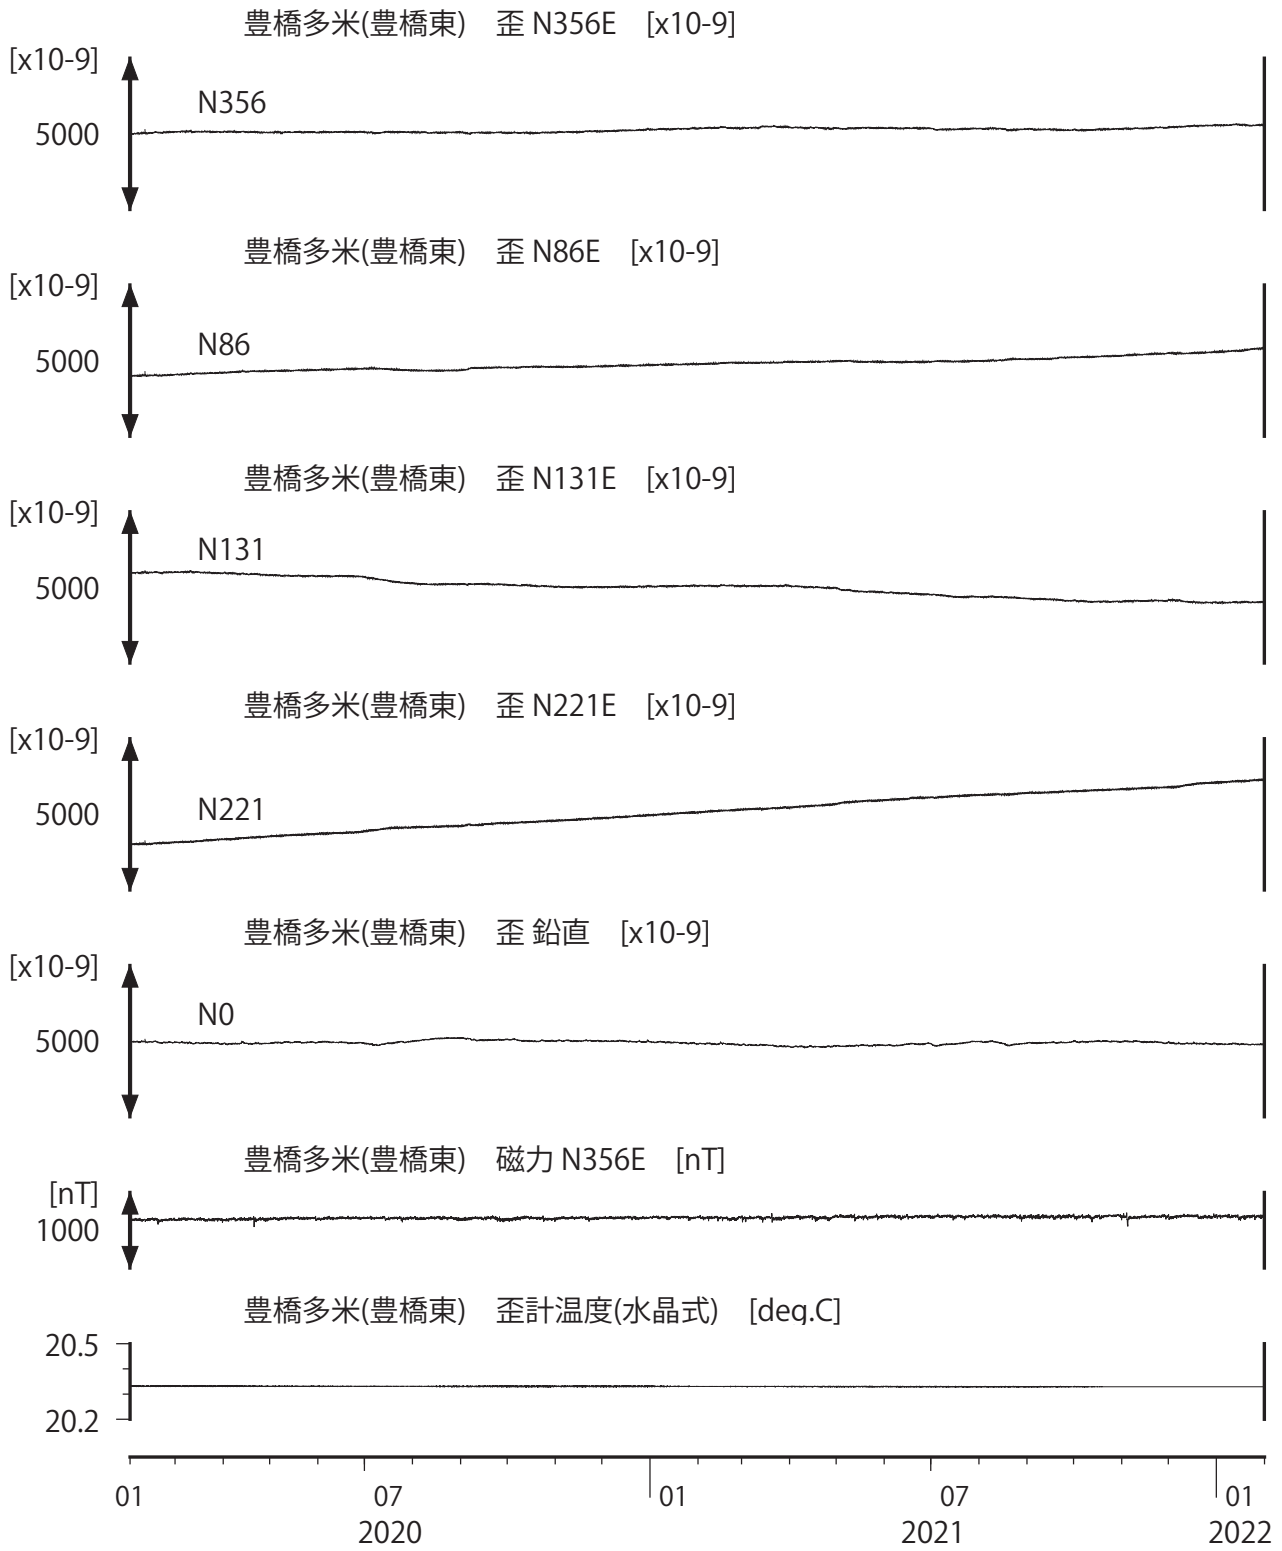 豊橋多米(豊橋東) 歪 N356E [x10-9]
[x10-9]
N356
5000
豊橋多米(豊橋東) 歪 N86E [x10-9]
[x10-9]
N86
5000
豊橋多米(豊橋東) 歪 N131E [x10-9]
[x10-9]
N131
5000
豊橋多米(豊橋東) 歪 N221E [x10-9]
[x10-9]
N221
5000
豊橋多米(豊橋東) 歪 鉛直 [x10-9]
[x10-9]
N0
5000
豊橋多米(豊橋東) 磁力 N356E [nT]
[nT]
1000
豊橋多米(豊橋東) 歪計温度(水晶式) [deg.C]
20.5
20.2
01 07 01 07 01
2020 2021 2022